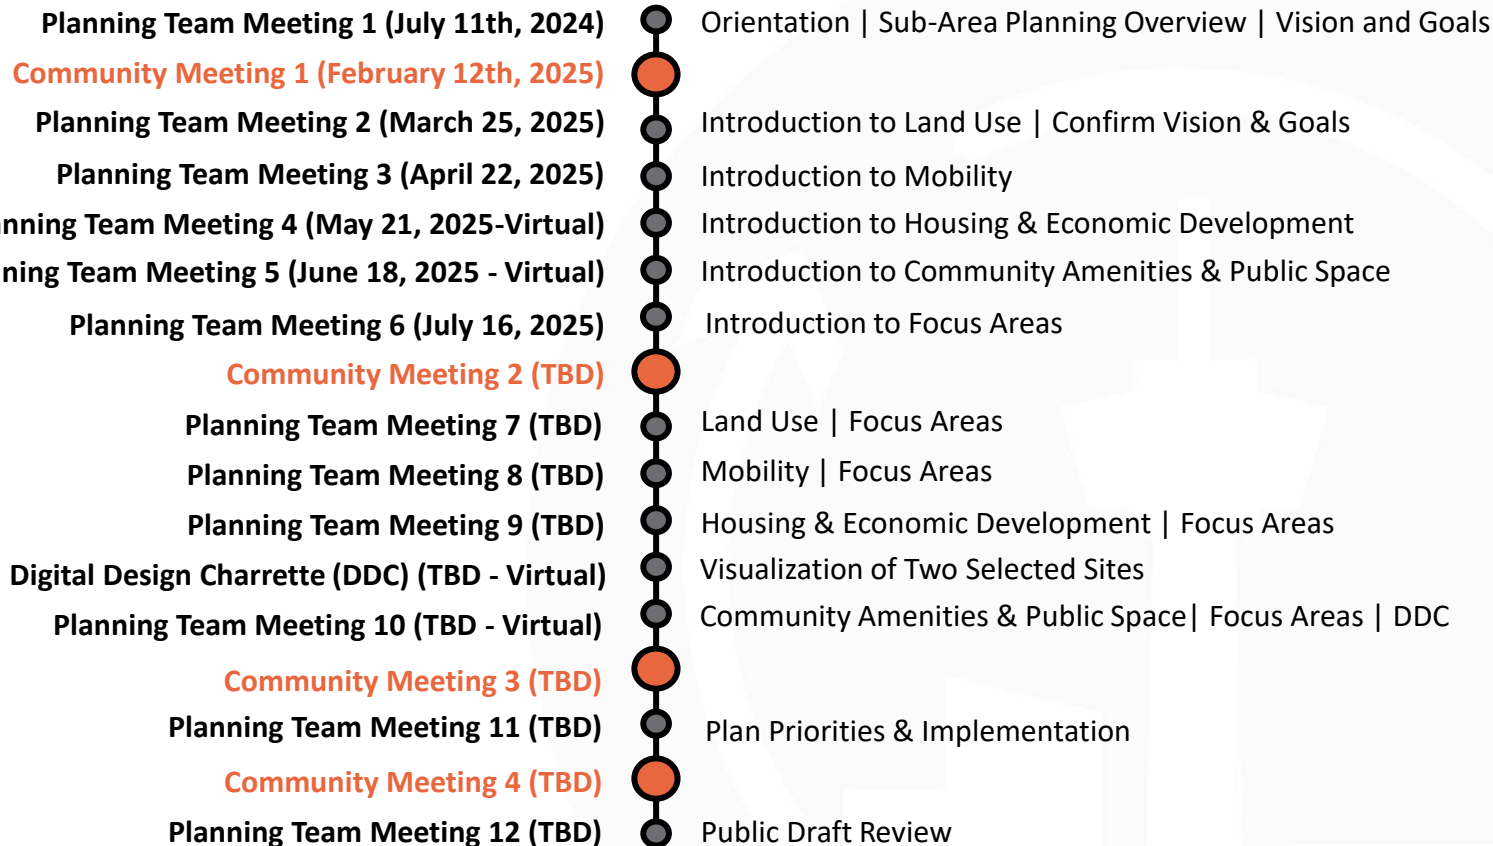 Planning Team Meeting 1 (July 11th, 2024) Orientation | Sub-Area Planning Overview | Vision and Goals
Community Meeting 1 (February 12th, 2025)
Planning Team Meeting 2 (March 25, 2025) Introduction to Land Use | Confirm Vision & Goals
Planning Team Meeting 3 (April 22, 2025) Introduction to Mobility
nning Team Meeting 4 (May 21, 2025-Virtual) Introduction to Housing & Economic Development
ning Team Meeting 5 (June 18, 2025 - Virtual) Introduction to Community Amenities & Public Space
Planning Team Meeting 6 (July 16, 2025) Introduction to Focus Areas
Community Meeting 2 (TBD)
Planning Team Meeting 7 (TBD) Land Use | Focus Areas
Planning Team Meeting 8 (TBD) Mobility | Focus Areas
Planning Team Meeting 9 (TBD) Housing & Economic Development | Focus Areas
Digital Design Charrette (DDC) (TBD - Virtual) Visualization of Two Selected Sites
Planning Team Meeting 10 (TBD - Virtual) Community Amenities & Public Space| Focus Areas | DDC
Community Meeting 3 (TBD)
Planning Team Meeting 11 (TBD) Plan Priorities & Implementation
Community Meeting 4 (TBD)
Planning Team Meeting 12 (TBD) Public Draft Review